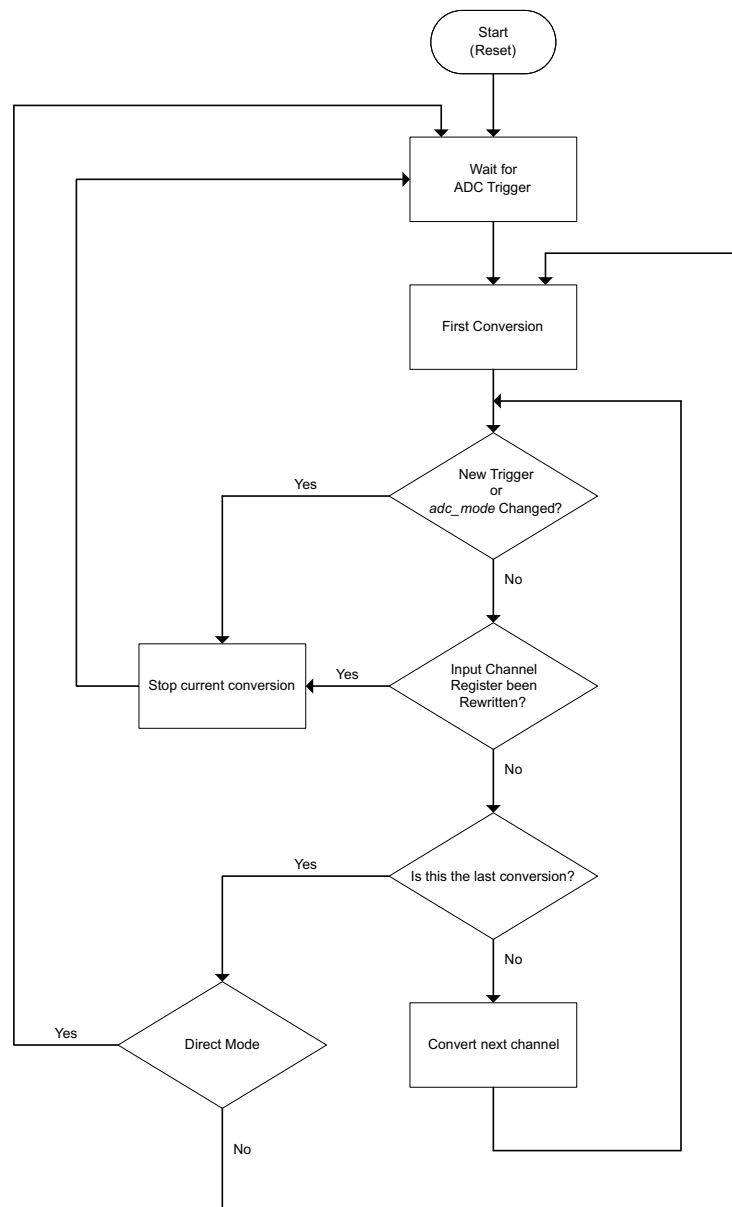 Start
(Reset)
Wait for
ADC Trigger
First Conversion
New Trigger
or
adc_mode Changed?
Yes
No
Stop current conversion
Yes
Input Channel
Register been
Rewritten?
No
Yes
Is this the last conversion?
No
Yes
Direct Mode
Convert next channel
No